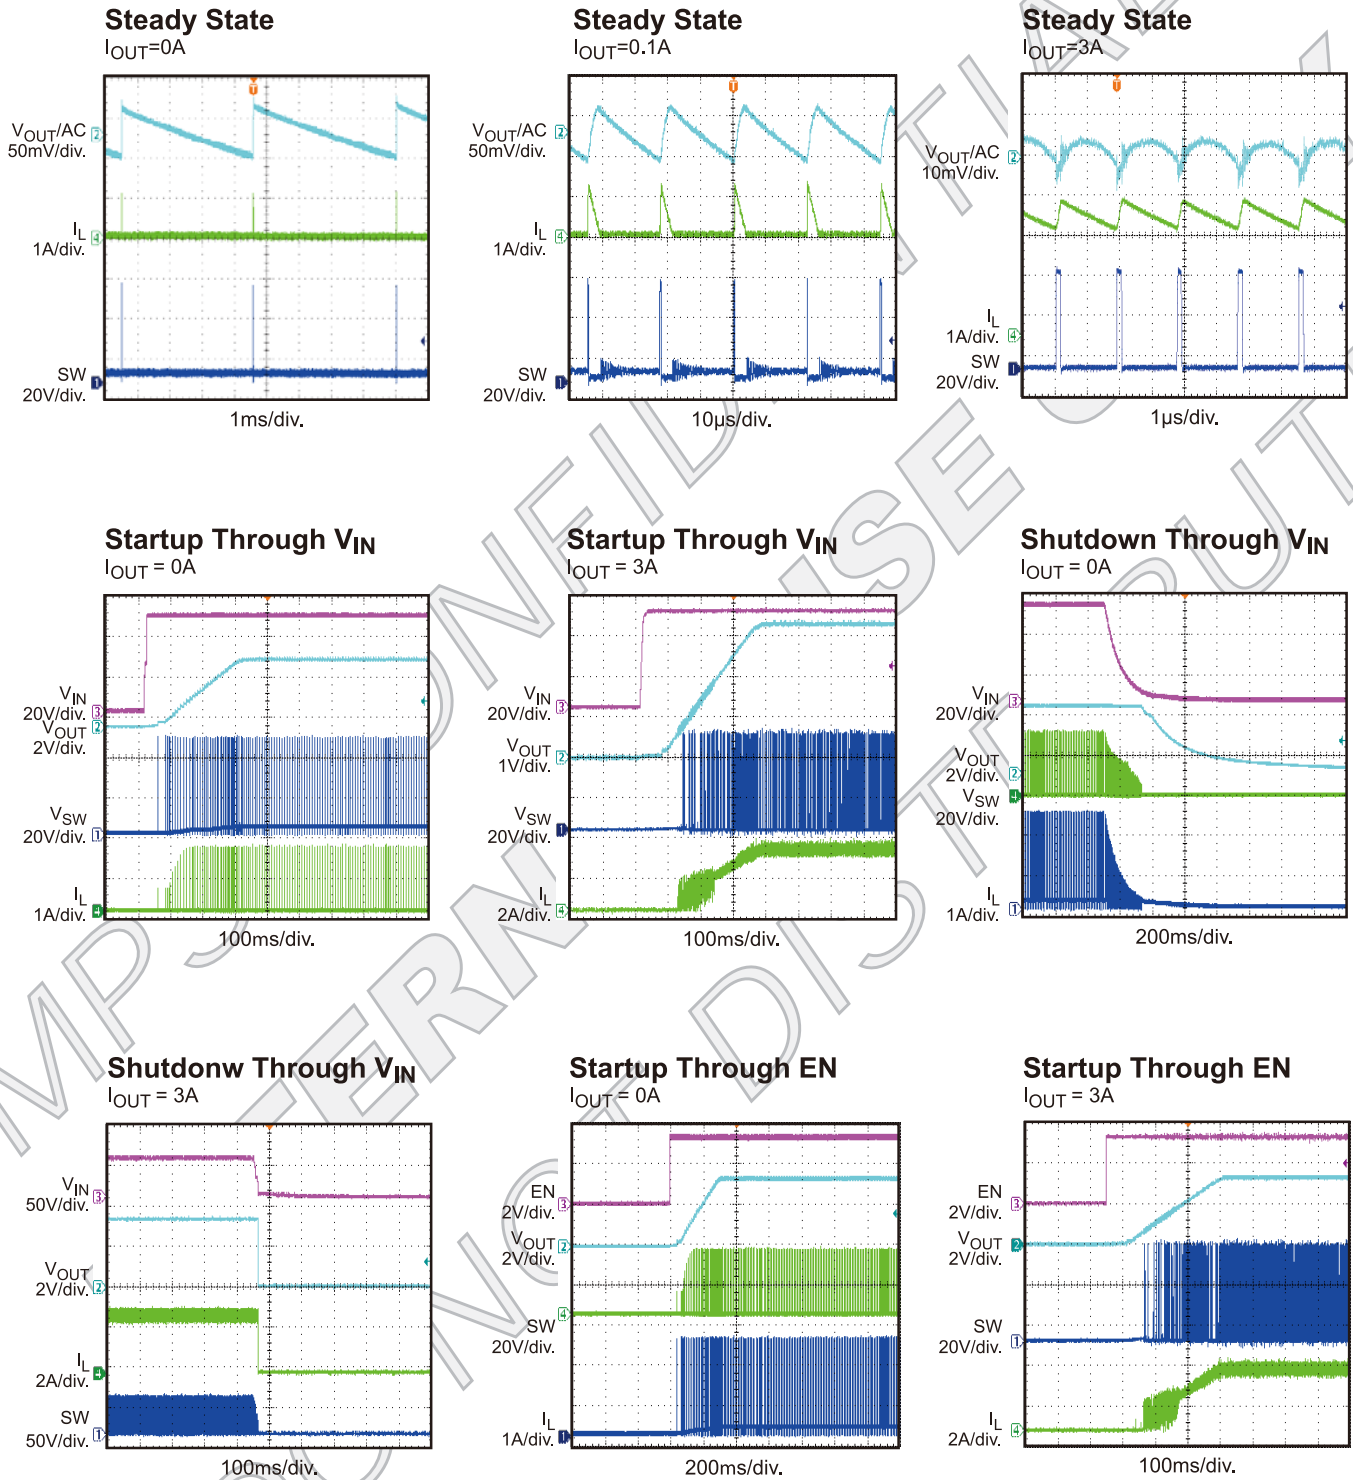 Steady State
IOUT=0A
VOUT/AC
50mV/div.
IL
1A/div.
SW
20V/div.
1ms/div.
Steady State
IOUT=0.1A
VOUT/AC
50mV/div.
IL
1A/div.
SW
20V/div.
10µs/div.
Steady State
IOUT=3A
VOUT/AC
10mV/div.
IL
1A/div.
SW
20V/div.
1µs/div.
Startup Through VIN
IOUT = 0A
VIN
20V/div.
VOUT
2V/div.
VSW
20V/div.
IL
1A/div.
100ms/div.
Startup Through VIN
IOUT = 3A
VIN
20V/div.
VOUT
1V/div.
VSW
20V/div.
IL
2A/div.
100ms/div.
Shutdown Through VIN
IOUT = 0A
VIN
20V/div.
VOUT
2V/div.
VSW
20V/div.
IL
1A/div.
200ms/div.
Shutdonw Through VIN
IOUT = 3A
VIN
50V/div.
VOUT
2V/div.
IL
2A/div.
SW
50V/div.
100ms/div.
Startup Through EN
IOUT = 0A
EN
2V/div.
VOUT
2V/div.
SW
20V/div.
IL
1A/div.
200ms/div.
Startup Through EN
IOUT = 3A
EN
2V/div.
VOUT
2V/div.
SW
20V/div.
IL
2A/div.
100ms/div.